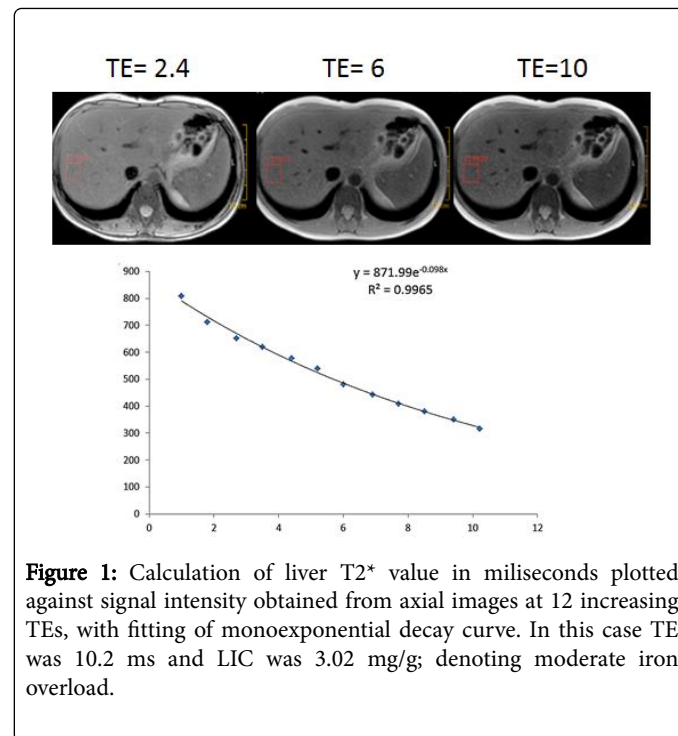 TE= 2.4 TE= 6 TE=10
L
y = 871.99e^-0.098x
R² = 0.9965
900
800
700
600
500
400
300
200
100
0
0 2 4 6 8 10 12
Figure 1: Calculation of liver T2* value in miliseconds plotted
against signal intensity obtained from axial images at 12 increasing
TEs, with fitting of monoexponential decay curve. In this case TE
was 10.2 ms and LIC was 3.02 mg/g; denoting moderate iron
overload.